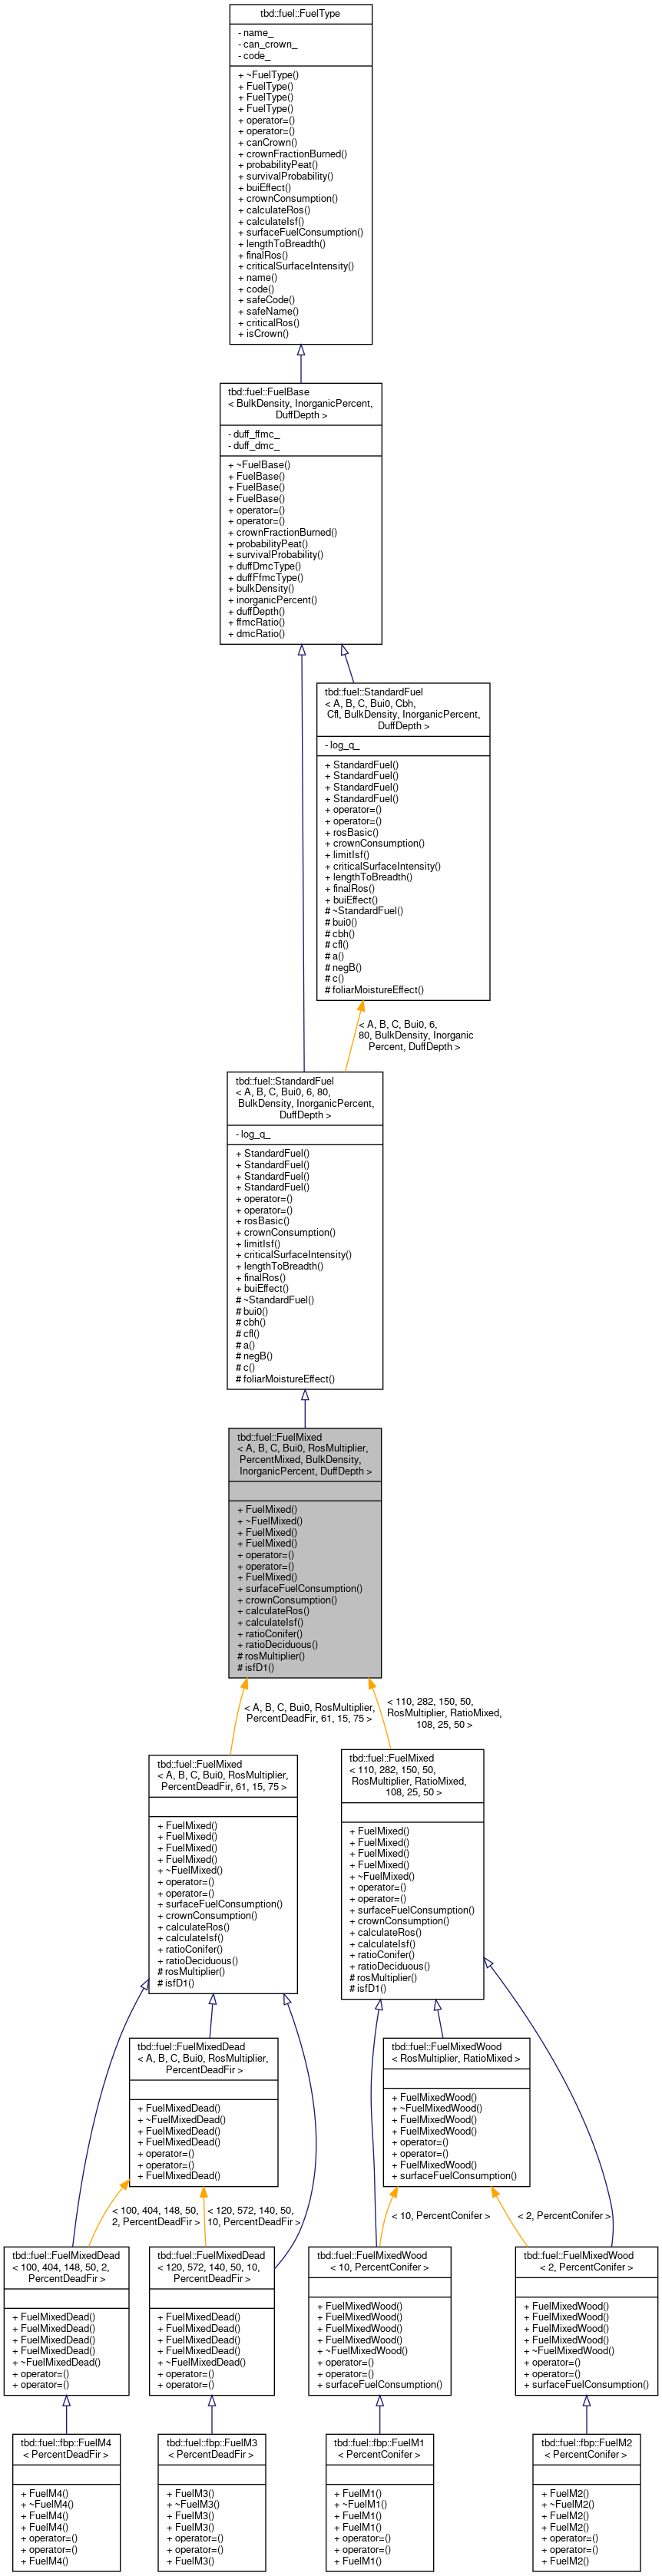 tbd::fuel::FuelType
- name_
- can_crown_
- code_
+ ~FuelType()
+ FuelType()
+ FuelType()
+ FuelType()
+ operator=()
+ operator=()
+ canCrown()
+ crownFractionBurned()
+ probabilityPeat()
+ survivalProbability()
+ buiEffect()
+ crownConsumption()
+ calculateRos()
+ calculateIsf()
+ surfaceFuelConsumption()
+ lengthToBreadth()
+ finalRos()
+ criticalSurfaceIntensity()
+ name()
+ code()
+ safeCode()
+ safeName()
+ criticalRos()
+ isCrown()
tbd::fuel::FuelBase
< BulkDensity, InorganicPercent,
DuffDepth >
- duff_ffmc_
- duff_dmc_
+ ~FuelBase()
+ FuelBase()
+ FuelBase()
+ FuelBase()
+ operator=()
+ operator=()
+ crownFractionBurned()
+ probabilityPeat()
+ survivalProbability()
+ duffDmcType()
+ duffFfmcType()
+ bulkDensity()
+ inorganicPercent()
+ duffDepth()
+ ffmcRatio()
+ dmcRatio()
tbd::fuel::StandardFuel
< A, B, C, Bui0, Cbh,
Cfl, BulkDensity, InorganicPercent,
DuffDepth >
- log_q_
+ StandardFuel()
+ StandardFuel()
+ StandardFuel()
+ StandardFuel()
+ operator=()
+ operator=()
+ rosBasic()
+ crownConsumption()
+ limitIsf()
+ criticalSurfaceIntensity()
+ lengthToBreadth()
+ finalRos()
+ buiEffect()
# ~StandardFuel()
# bui0()
# cbh()
# cfl()
# a()
# negB()
# c()
# foliarMoistureEffect()
< A, B, C, Bui0, 6,
80, BulkDensity, Inorganic
Percent, DuffDepth >
tbd::fuel::StandardFuel
< A, B, C, Bui0, 6, 80,
BulkDensity, InorganicPercent,
DuffDepth >
- log_q_
+ StandardFuel()
+ StandardFuel()
+ StandardFuel()
+ StandardFuel()
+ operator=()
+ operator=()
+ rosBasic()
+ crownConsumption()
+ limitIsf()
+ criticalSurfaceIntensity()
+ lengthToBreadth()
+ finalRos()
+ buiEffect()
# ~StandardFuel()
# bui0()
# cbh()
# cfl()
# a()
# negB()
# c()
# foliarMoistureEffect()
tbd::fuel::FuelMixed
< A, B, C, Bui0, RosMultiplier,
PercentMixed, BulkDensity,
InorganicPercent, DuffDepth >
+ FuelMixed()
+ ~FuelMixed()
+ FuelMixed()
+ FuelMixed()
+ operator=()
+ operator=()
+ FuelMixed()
+ surfaceFuelConsumption()
+ crownConsumption()
+ calculateRos()
+ calculateIsf()
+ ratioConifer()
+ ratioDeciduous()
# rosMultiplier()
# isfD1()
< A, B, C, Bui0, RosMultiplier,
PercentDeadFir, 61, 15, 75 >
< 110, 282, 150, 50,
RosMultiplier, RatioMixed,
108, 25, 50 >
tbd::fuel::FuelMixed
< A, B, C, Bui0, RosMultiplier,
PercentDeadFir, 61, 15, 75 >
+ FuelMixed()
+ FuelMixed()
+ FuelMixed()
+ FuelMixed()
+ ~FuelMixed()
+ operator=()
+ operator=()
+ surfaceFuelConsumption()
+ crownConsumption()
+ calculateRos()
+ calculateIsf()
+ ratioConifer()
+ ratioDeciduous()
# rosMultiplier()
# isfD1()
tbd::fuel::FuelMixed
< 110, 282, 150, 50,
RosMultiplier, RatioMixed,
108, 25, 50 >
+ FuelMixed()
+ FuelMixed()
+ FuelMixed()
+ FuelMixed()
+ ~FuelMixed()
+ operator=()
+ operator=()
+ surfaceFuelConsumption()
+ crownConsumption()
+ calculateRos()
+ calculateIsf()
+ ratioConifer()
+ ratioDeciduous()
# rosMultiplier()
# isfD1()
tbd::fuel::FuelMixedDead
< A, B, C, Bui0, RosMultiplier,
PercentDeadFir >
+ FuelMixedDead()
+ ~FuelMixedDead()
+ FuelMixedDead()
+ FuelMixedDead()
+ operator=()
+ operator=()
+ FuelMixedDead()
tbd::fuel::FuelMixedWood
< RosMultiplier, RatioMixed >
+ FuelMixedWood()
+ ~FuelMixedWood()
+ FuelMixedWood()
+ FuelMixedWood()
+ operator=()
+ operator=()
+ FuelMixedWood()
+ surfaceFuelConsumption()
< 100, 404, 148, 50,
2, PercentDeadFir >
< 120, 572, 140, 50,
10, PercentDeadFir >
< 10, PercentConifer >
< 2, PercentConifer >
tbd::fuel::FuelMixedDead
< 100, 404, 148, 50, 2,
PercentDeadFir >
+ FuelMixedDead()
+ FuelMixedDead()
+ FuelMixedDead()
+ FuelMixedDead()
+ ~FuelMixedDead()
+ operator=()
+ operator=()
tbd::fuel::FuelMixedDead
< 120, 572, 140, 50, 10,
PercentDeadFir >
+ FuelMixedDead()
+ FuelMixedDead()
+ FuelMixedDead()
+ FuelMixedDead()
+ ~FuelMixedDead()
+ operator=()
+ operator=()
tbd::fuel::FuelMixedWood
< 10, PercentConifer >
+ FuelMixedWood()
+ FuelMixedWood()
+ FuelMixedWood()
+ FuelMixedWood()
+ ~FuelMixedWood()
+ operator=()
+ operator=()
+ surfaceFuelConsumption()
tbd::fuel::FuelMixedWood
< 2, PercentConifer >
+ FuelMixedWood()
+ FuelMixedWood()
+ FuelMixedWood()
+ FuelMixedWood()
+ ~FuelMixedWood()
+ operator=()
+ operator=()
+ surfaceFuelConsumption()
tbd::fuel::fbp::FuelM4
< PercentDeadFir >
+ FuelM4()
+ ~FuelM4()
+ FuelM4()
+ FuelM4()
+ operator=()
+ operator=()
+ FuelM4()
tbd::fuel::fbp::FuelM3
< PercentDeadFir >
+ FuelM3()
+ ~FuelM3()
+ FuelM3()
+ FuelM3()
+ operator=()
+ operator=()
+ FuelM3()
tbd::fuel::fbp::FuelM1
< PercentConifer >
+ FuelM1()
+ ~FuelM1()
+ FuelM1()
+ FuelM1()
+ operator=()
+ operator=()
+ FuelM1()
tbd::fuel::fbp::FuelM2
< PercentConifer >
+ FuelM2()
+ ~FuelM2()
+ FuelM2()
+ FuelM2()
+ operator=()
+ operator=()
+ FuelM2()